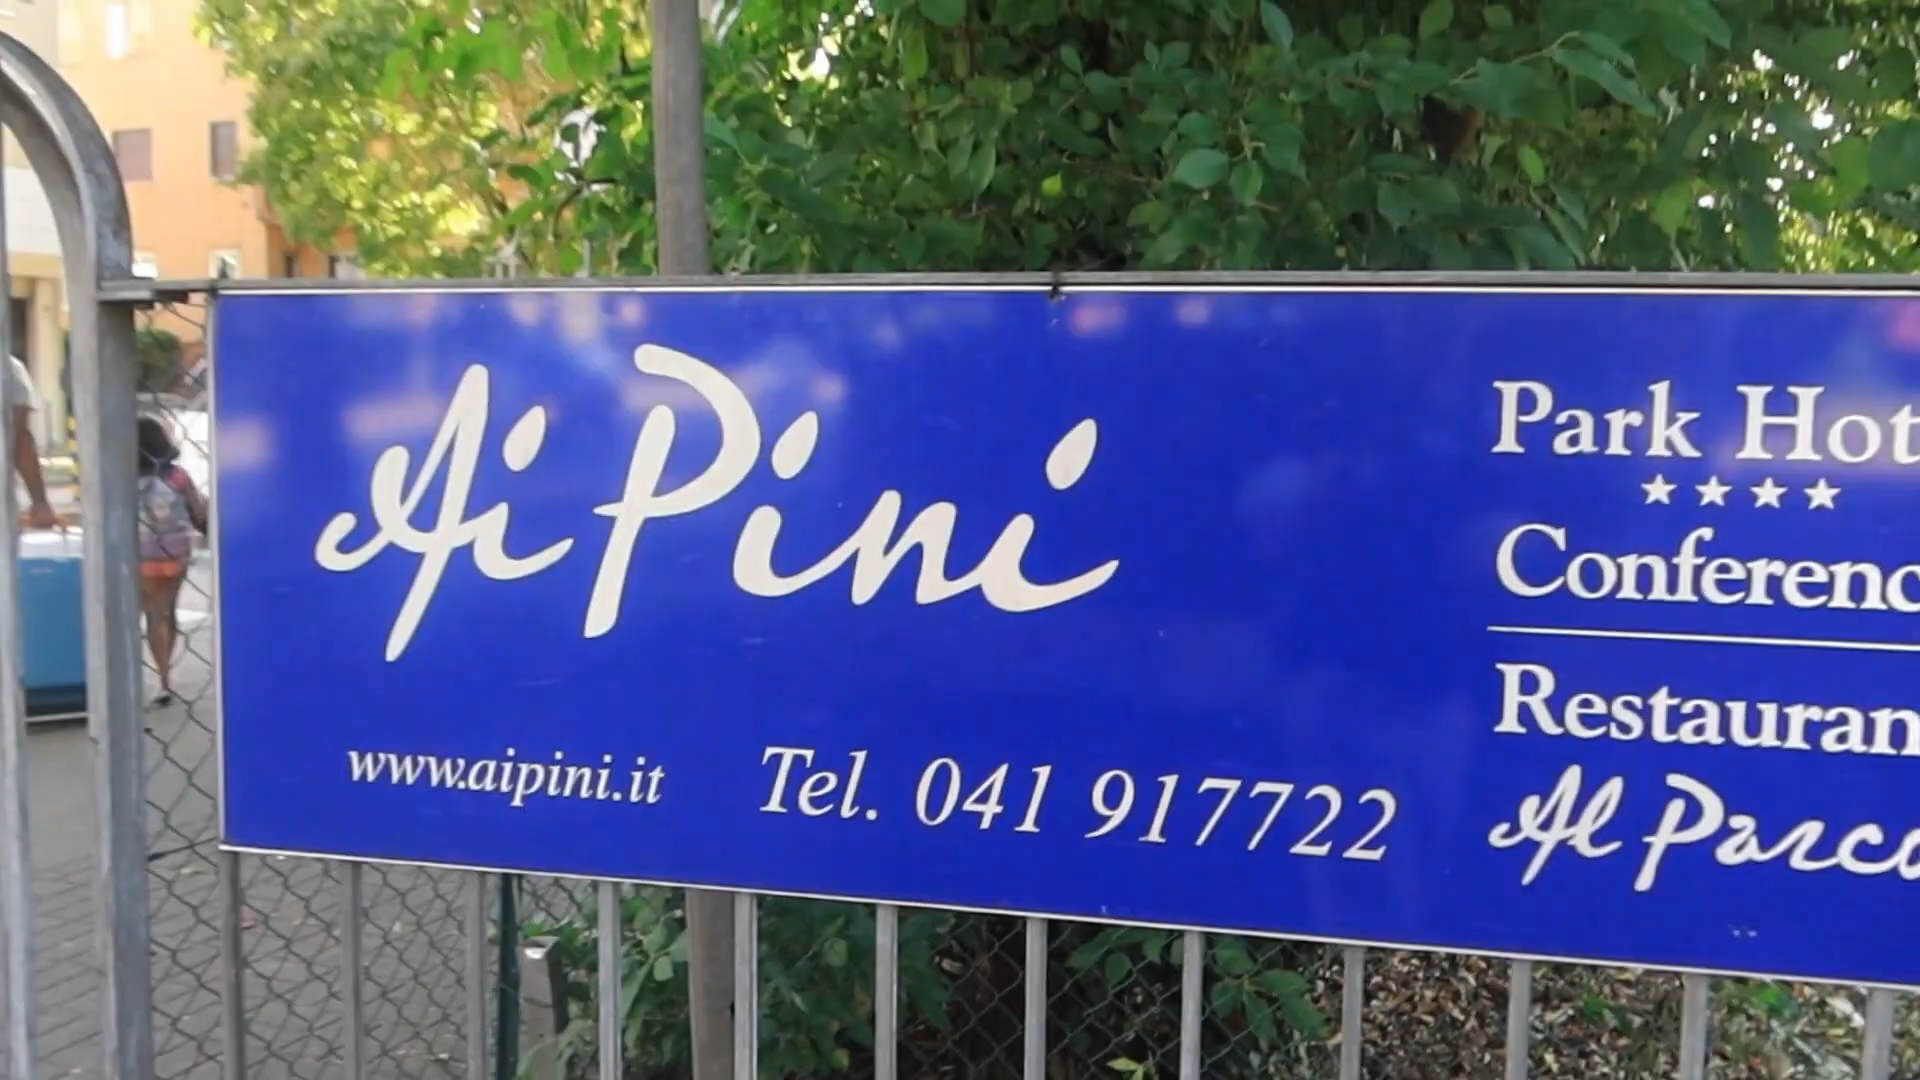 Ai Pini
www.aipini.it Tel. 041 917722
Park Hot
Conferenc
Restauran
Al Parco